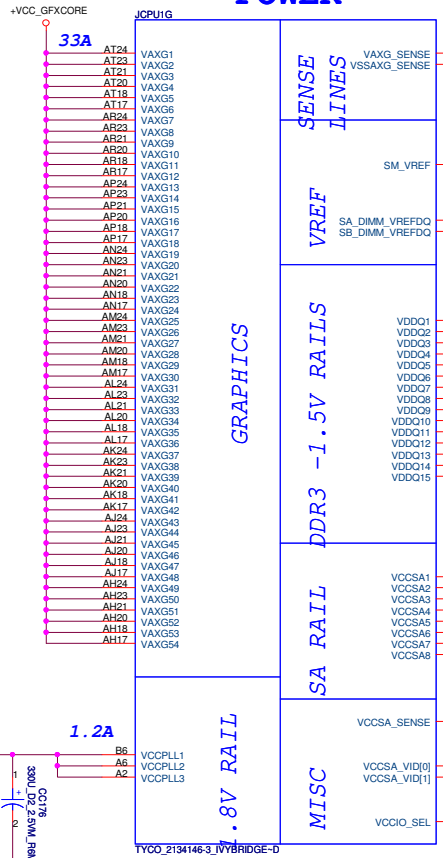 POWER
+VCC_GFXCORE
JCPU1G
33A
AT24 VAXG1
AT23 VAXG2
AT21 VAXG3
AT20 VAXG4
AT18 VAXG5
AT17 VAXG6
AR24 VAXG7
AR23 VAXG8
AR21 VAXG9
AR20 VAXG10
AR18 VAXG11
AR17 VAXG12
AP24 VAXG13
AP23 VAXG14
AP21 VAXG15
AP20 VAXG16
AP18 VAXG17
AP17 VAXG18
AN24 VAXG19
AN23 VAXG20
AN21 VAXG21
AN20 VAXG22
AN18 VAXG23
AN17 VAXG24
AM24 VAXG25
AM23 VAXG26
AM21 VAXG27
AM20 VAXG28
AM18 VAXG29
AM17 VAXG30
AL24 VAXG31
AL23 VAXG32
AL21 VAXG33
AL20 VAXG34
AL18 VAXG35
AL17 VAXG36
AK24 VAXG37
AK23 VAXG38
AK21 VAXG39
AK20 VAXG40
AK18 VAXG41
AK17 VAXG42
AJ24 VAXG43
AJ23 VAXG44
AJ21 VAXG45
AJ20 VAXG46
AJ18 VAXG47
AJ17 VAXG48
AH24 VAXG49
AH23 VAXG50
AH21 VAXG51
AH20 VAXG52
AH18 VAXG53
AH17 VAXG54
GRAPHICS
SENSE
LINES
VAXG_SENSE
VSSAXG_SENSE
VREF
SM_VREF
SA_DIMM_VREFDQ
SB_DIMM_VREFDQ
DDR3 -1.5V RAILS
VDDQ1
VDDQ2
VDDQ3
VDDQ4
VDDQ5
VDDQ6
VDDQ7
VDDQ8
VDDQ9
VDDQ10
VDDQ11
VDDQ12
VDDQ13
VDDQ14
VDDQ15
SA RAIL
VCCSA1
VCCSA2
VCCSA3
VCCSA4
VCCSA5
VCCSA6
VCCSA7
VCCSA8
1.2A
B6 VCCPLL1
A6 VCCPLL2
A2 VCCPLL3
1.8V RAIL
MISC
VCCSA_SENSE
VCCSA_VID[0]
VCCSA_VID[1]
VCCIO_SEL
1
+
2
CC176
330U_D2_2.5VM_R6M
TYCO_2134146-3_IVYBRIDGE~D